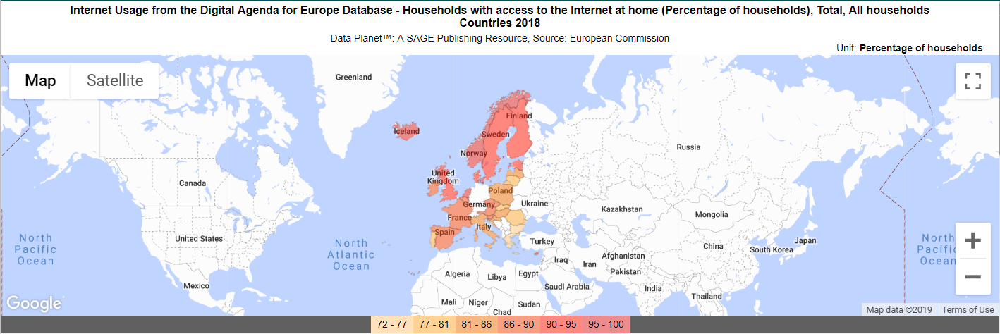 Internet Usage from the Digital Agenda for Europe Database - Households with access to the Internet at home (Percentage of households), Total, All households
Countries 2018
Data Planet™: A SAGE Publishing Resource, Source: European Commission
Unit: Percentage of households
Map
Satellite
Greenland
Finland
Iceland
Sweden
Norway
Russia
United
Kingdom
Canada
Poland
Germany
Ukraine
Kazakhstan
Mongolia
France
Italy
Spain
North
Pacific
Ocean
United States
North
Atlantic
Ocean
Turkey
China
South Korea
Japan
North
Pacific
Ocean
Iraq
Iran
Afghanistan
Pakistan
Algeria
Libya
Egypt
Saudi Arabia
India
Mexico
Mali
Niger
Chad
Sudan
Thailand
Google
Map data ©2019
Terms of Use
72 - 77
77 - 81
81 - 86
86 - 90
90 - 95
95 - 100